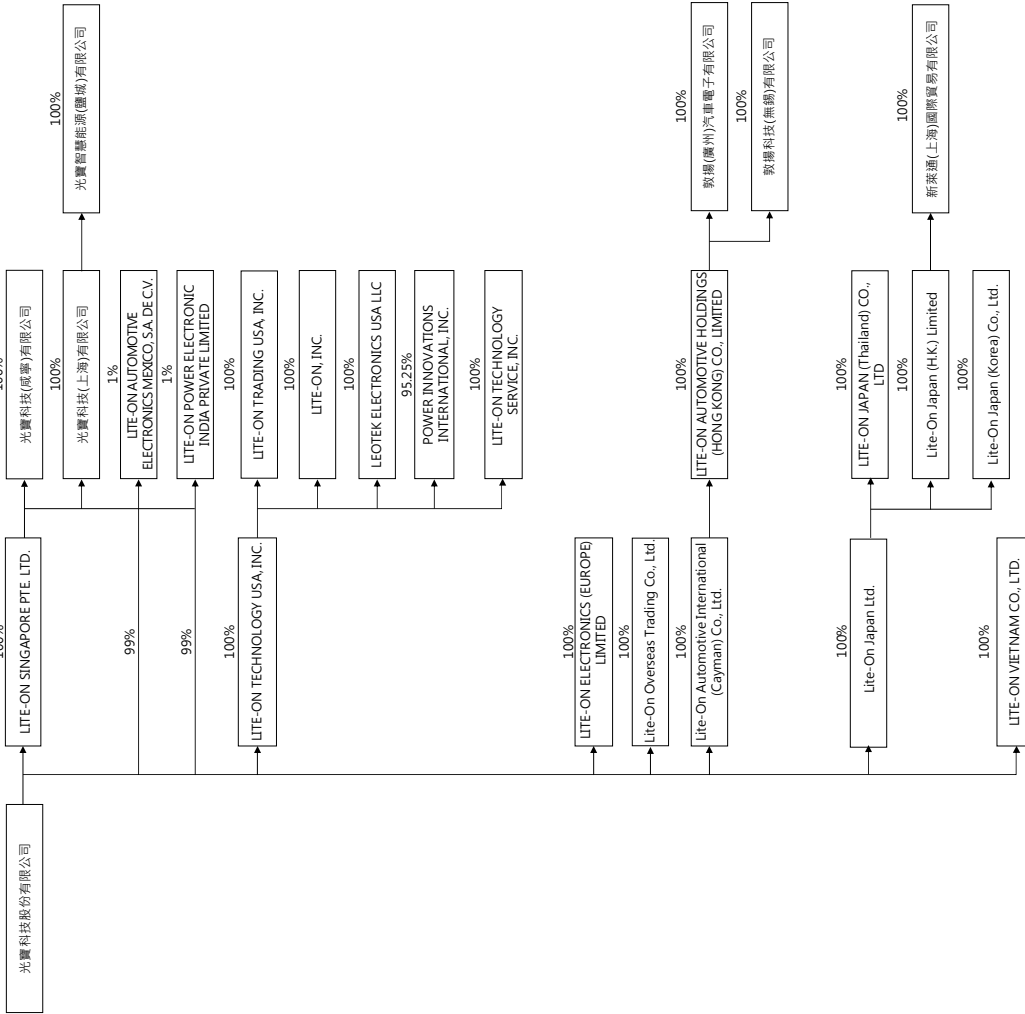 光寶科技股份有限公司
100%
LITE-ON SINGAPORE PTE. LTD.
99%
99%
100%
LITE-ON TECHNOLOGY USA, INC.
100%
LITE-ON ELECTRONICS (EUROPE)
LIMITED
100%
Lite-On Overseas Trading Co., Ltd.
100%
Lite-On Automotive International
(Cayman) Co., Ltd.
100%
Lite-On Japan Ltd.
100%
LITE-ON VIETNAM CO., LTD.
100%
光寶科技(咸寧)有限公司
100%
光寶科技(上海)有限公司
1%
LITE-ON AUTOMOTIVE
ELECTRONICS MEXICO, S.A. DE C.V.
1%
LITE-ON POWER ELECTRONIC
INDIA PRIVATE LIMITED
100%
LITE-ON TRADING USA, INC.
100%
LITE-ON, INC.
100%
LEOTEK ELECTRONICS USA LLC
95.25%
POWER INNOVATIONS
INTERNATIONAL, INC.
100%
LITE-ON TECHNOLOGY
SERVICE, INC.
100%
LITE-ON AUTOMOTIVE HOLDINGS
(HONG KONG) CO., LIMITED
100%
LITE-ON JAPAN (Thailand) CO.,
LTD
100%
Lite-On Japan (H.K.) Limited
100%
Lite-On Japan (Korea) Co., Ltd.
100%
光寶智慧能源(鹽城)有限公司
100%
敦揚(廣州)汽車電子有限公司
100%
敦揚科技(無錫)有限公司
100%
新萊通(上海)國際貿易有限公司